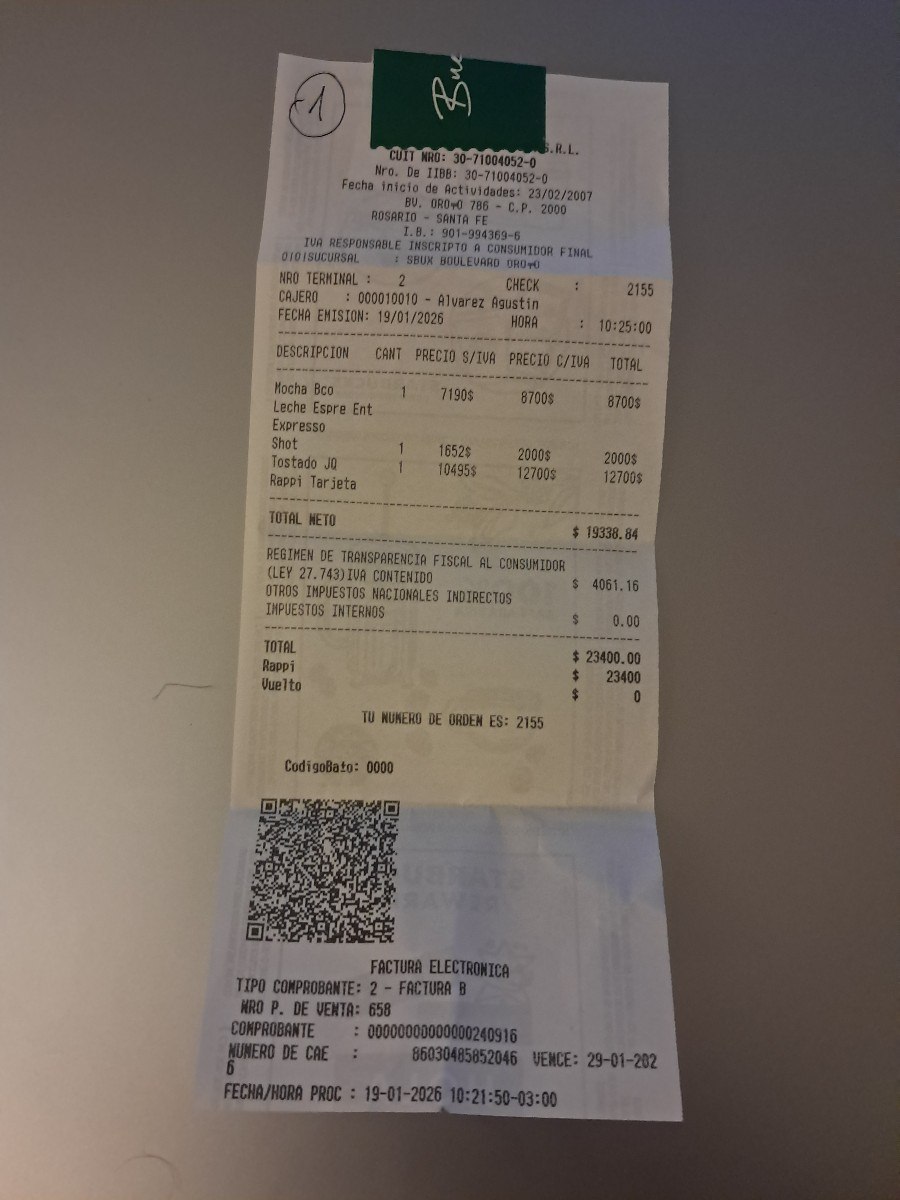 1
Bue
S.R.L.
CUIT NRO: 30-71004052-0
Nro. De IIBB: 30-71004052-0
Fecha inicio de Actividades: 23/02/2007
BV. OROÑO 786 - C.P. 2000
ROSARIO - SANTA FE
I.B.: 901-994369-6
IVA RESPONSABLE INSCRIPTO A CONSUMIDOR FINAL
0101SUCURSAL : SBUX BOULEVARD OROÑO
NRO TERMINAL : 2 CHECK : 2155
CAJERO : 000010010 - Alvarez Agustin
FECHA EMISION: 19/01/2026 HORA : 10:25:00
DESCRIPCION CANT PRECIO S/IVA PRECIO C/IVA TOTAL
Mocha Bco 1 7190$ 8700$ 8700$
Leche Espre Ent
Expresso
Shot 1 1652$ 2000$ 2000$
Tostado JQ 1 10495$ 12700$ 12700$
Rappi Tarjeta
TOTAL NETO $ 19338.84
REGIMEN DE TRANSPARENCIA FISCAL AL CONSUMIDOR
(LEY 27.743)IVA CONTENIDO $ 4061.16
OTROS IMPUESTOS NACIONALES INDIRECTOS
IMPUESTOS INTERNOS $ 0.00
TOTAL $ 23400.00
Rappi $ 23400
Vuelto $ 0
TU NUMERO DE ORDEN ES: 2155
CodigoBa±o: 0000
FACTURA ELECTRONICA
TIPO COMPROBANTE: 2 - FACTURA B
NRO P. DE VENTA: 658
COMPROBANTE : 00000000000000240916
NUMERO DE CAE : 86030485852046 VENCE: 29-01-202
6
FECHA/HORA PROC : 19-01-2026 10:21:50-03:00